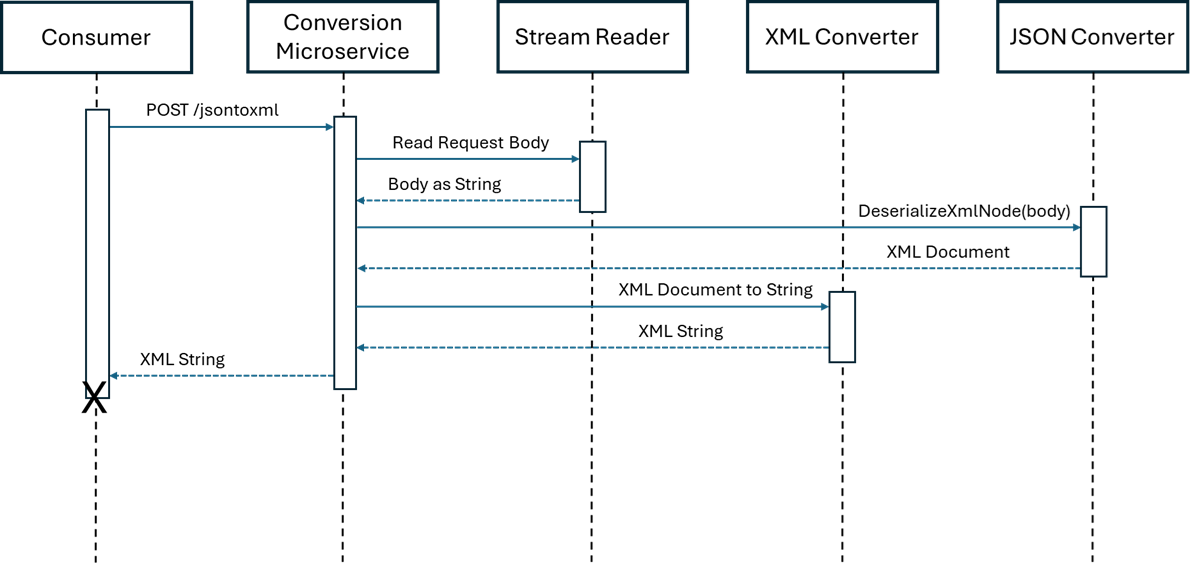 Consumer
Conversion
Microservice
Stream Reader
XML Converter
JSON Converter
POST /jsontoxml
Read Request Body
Body as String
DeserializeXmlNode(body)
XML Document
XML Document to String
XML String
XML String
X